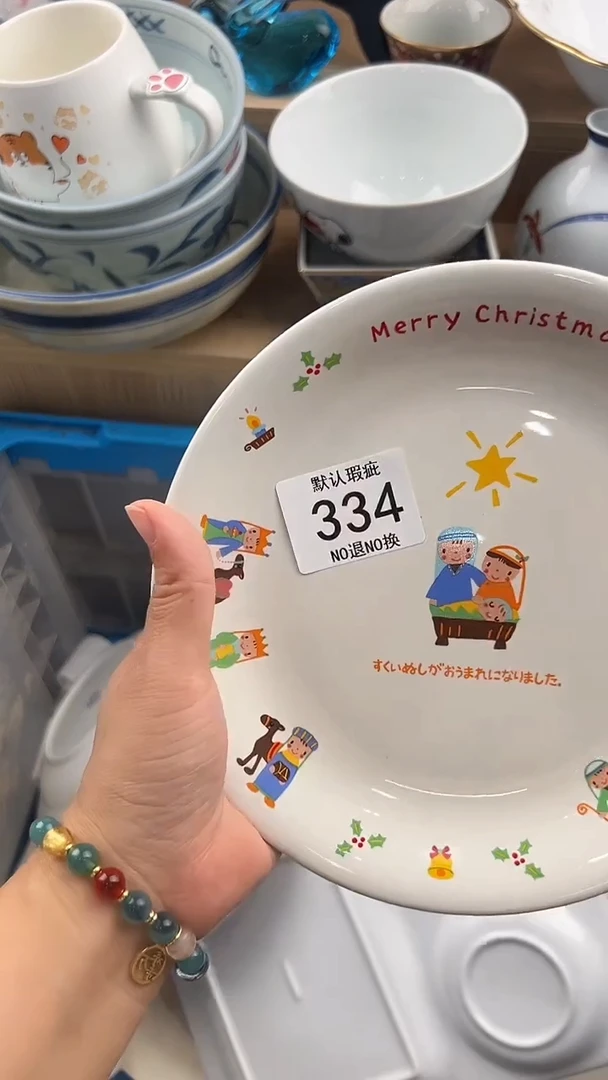 Merry Christma
默认瑕疵
334
NO退NO换
すくいぬしがおうまれになりました。